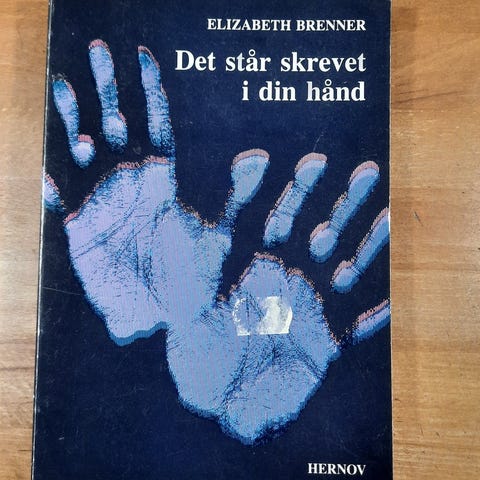 ELIZABETH BRENNER
Det står skrevet
i din hånd
HERNOV